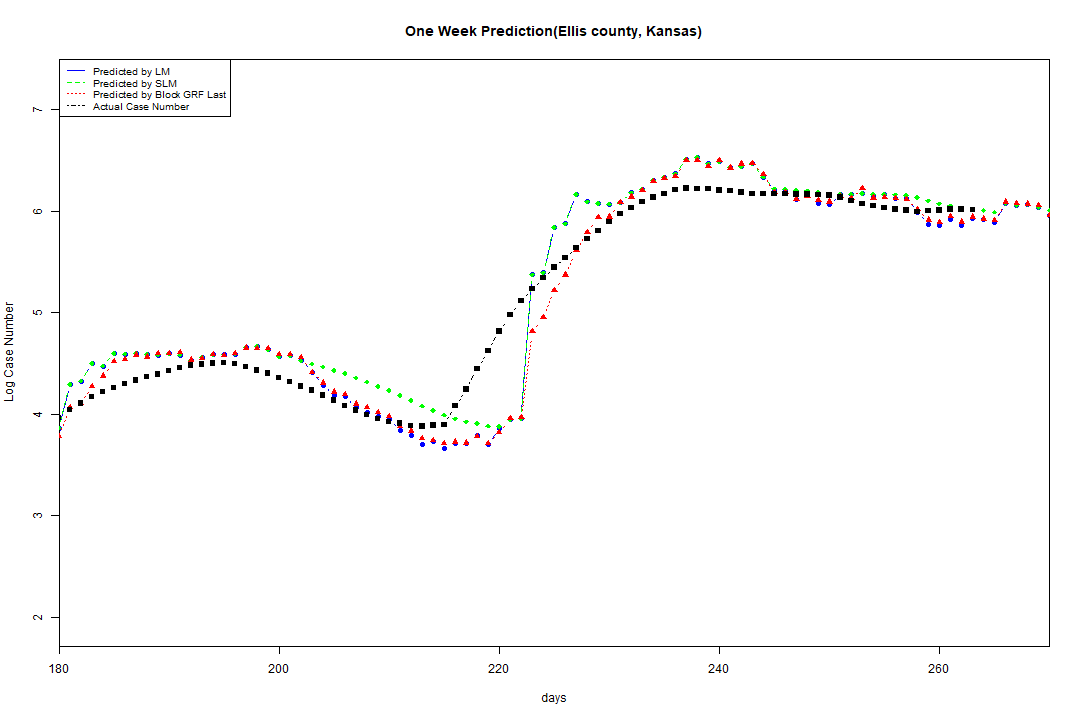 One Week Prediction(Ellis county, Kansas)
Predicted by LM
Predicted by SLM
Predicted by Block GRF Last
Actual Case Number
Log Case Number
7
6
5
4
3
2
180 200 220 240 260
days